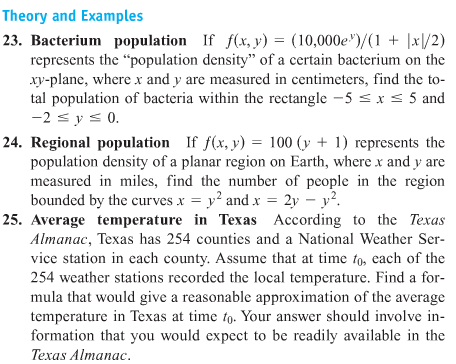 Theory and Examples
23. Bacterium population If f(x, y) = (10,000eʸ)/(1 + |x|/2)
represents the “population density” of a certain bacterium on the
xy-plane, where x and y are measured in centimeters, find the to-
tal population of bacteria within the rectangle −5 ≤ x ≤ 5 and
−2 ≤ y ≤ 0.
24. Regional population If f(x, y) = 100 (y + 1) represents the
population density of a planar region on Earth, where x and y are
measured in miles, find the number of people in the region
bounded by the curves x = y² and x = 2y − y².
25. Average temperature in Texas According to the Texas
Almanac, Texas has 254 counties and a National Weather Ser-
vice station in each county. Assume that at time t₀, each of the
254 weather stations recorded the local temperature. Find a for-
mula that would give a reasonable approximation of the average
temperature in Texas at time t₀. Your answer should involve in-
formation that you would expect to be readily available in the
Texas Almanac.